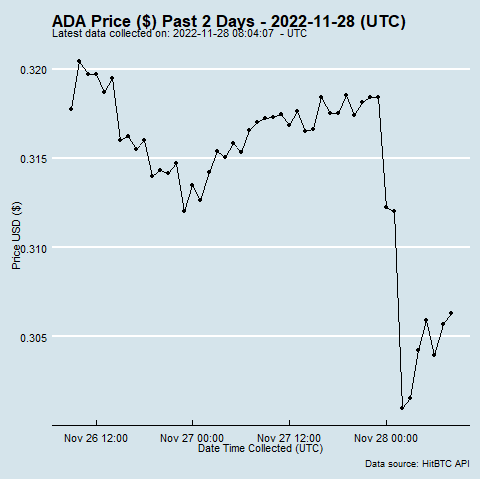 ADA Price ($) Past 2 Days - 2022-11-28 (UTC)
Latest data collected on: 2022-11-28 08:04:07  - UTC
0.320
0.315
0.310
0.305
Price USD ($)
Nov 26 12:00
Nov 27 00:00
Nov 27 12:00
Nov 28 00:00
Date Time Collected (UTC)
Data source: HitBTC API